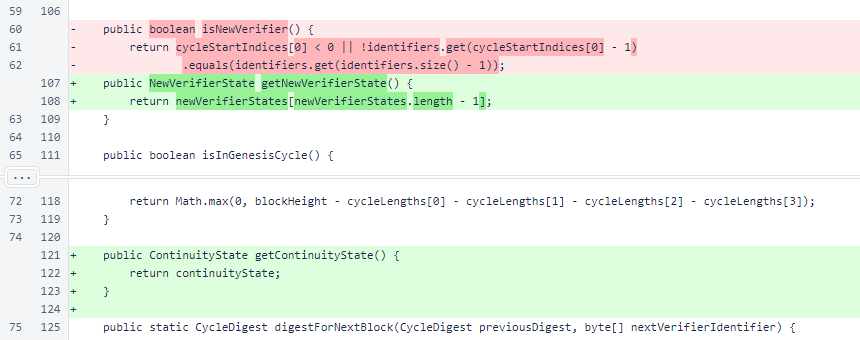 59 106
60 - public boolean isNewVerifier() {
61 - return cycleStartIndices[0] < 0 || !identifiers.get(cycleStartIndices[0] - 1)
62 - .equals(identifiers.get(identifiers.size() - 1));
107 + public NewVerifierState getNewVerifierState() {
108 + return newVerifierStates[newVerifierStates.length - 1];
63 109 }
64 110
65 111 public boolean isInGenesisCycle() {
...
72 118 return Math.max(0, blockHeight - cycleLengths[0] - cycleLengths[1] - cycleLengths[2] - cycleLengths[3]);
73 119 }
74 120
121 + public ContinuityState getContinuityState() {
122 + return continuityState;
123 + }
124 +
75 125 public static CycleDigest digestForNextBlock(CycleDigest previousDigest, byte[] nextVerifierIdentifier) {